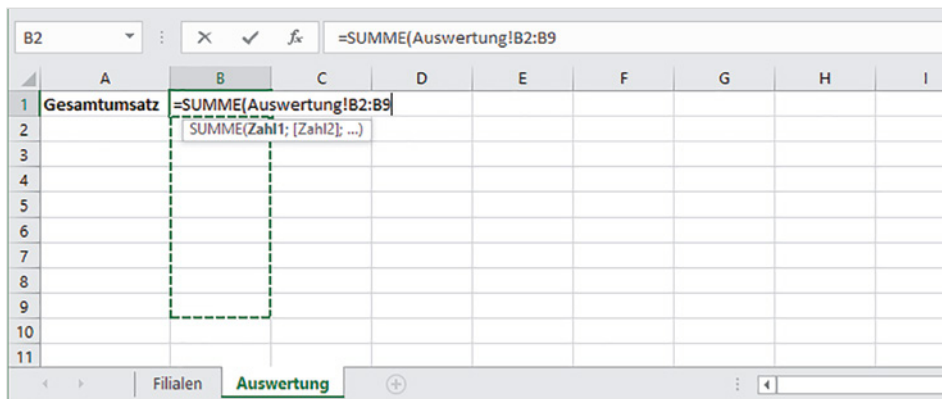 B2 fx =SUMME(Auswertung!B2:B9
A B C D E F G H I
1 Gesamtumsatz =SUMME(Auswertung!B2:B9
2 SUMME(Zahl1; [Zahl2]; ...)
3
4
5
6
7
8
9
10
11
Filialen Auswertung